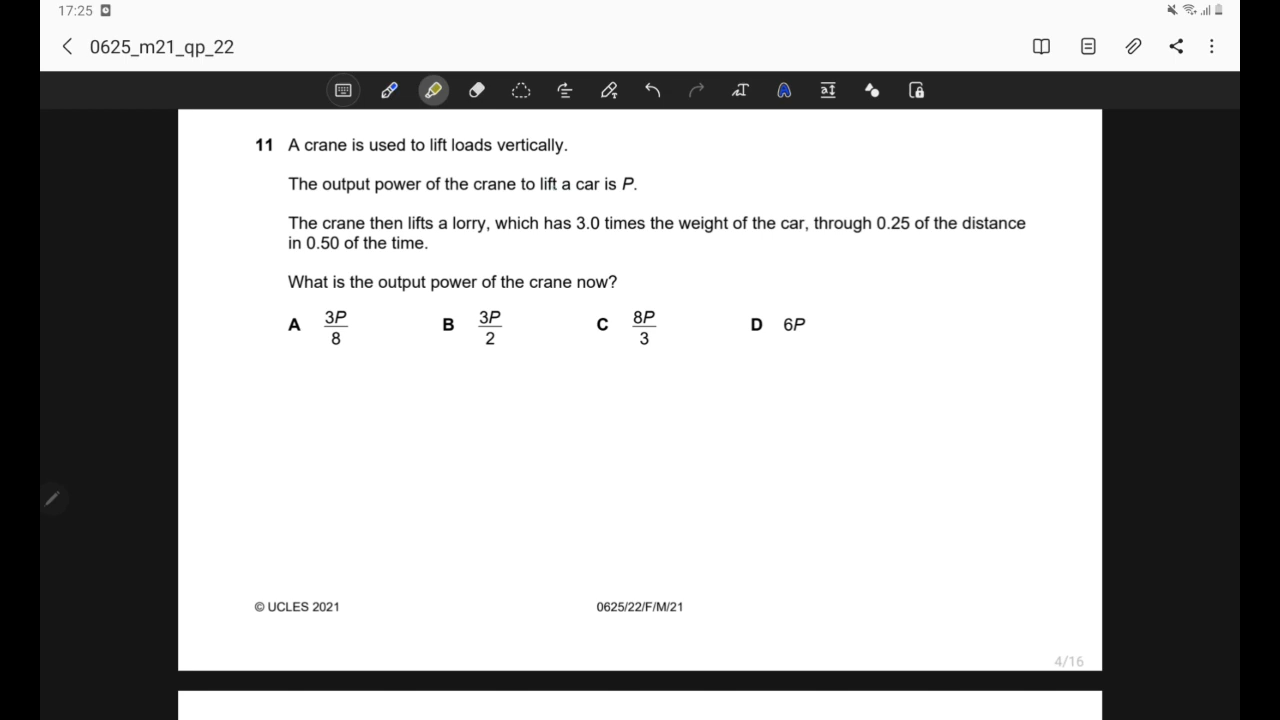 17:25
0625_m21_qp_22
11 A crane is used to lift loads vertically.
The output power of the crane to lift a car is P.
The crane then lifts a lorry, which has 3.0 times the weight of the car, through 0.25 of the distance
in 0.50 of the time.
What is the output power of the crane now?
A 3P/8 B 3P/2 C 8P/3 D 6P
© UCLES 2021 0625/22/F/M/21
4/16